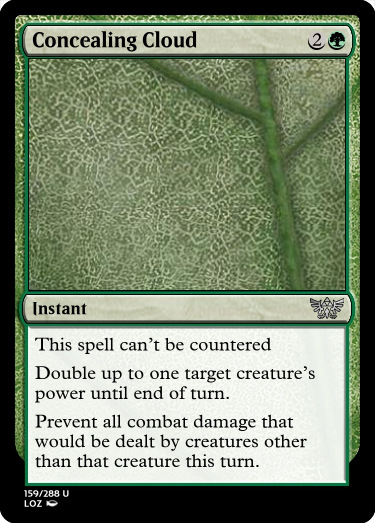 Concealing Cloud 2
Instant
This spell can't be countered
Double up to one target creature's
power until end of turn.
Prevent all combat damage that
would be dealt by creatures other
than that creature this turn.
159/288 U
LOZ